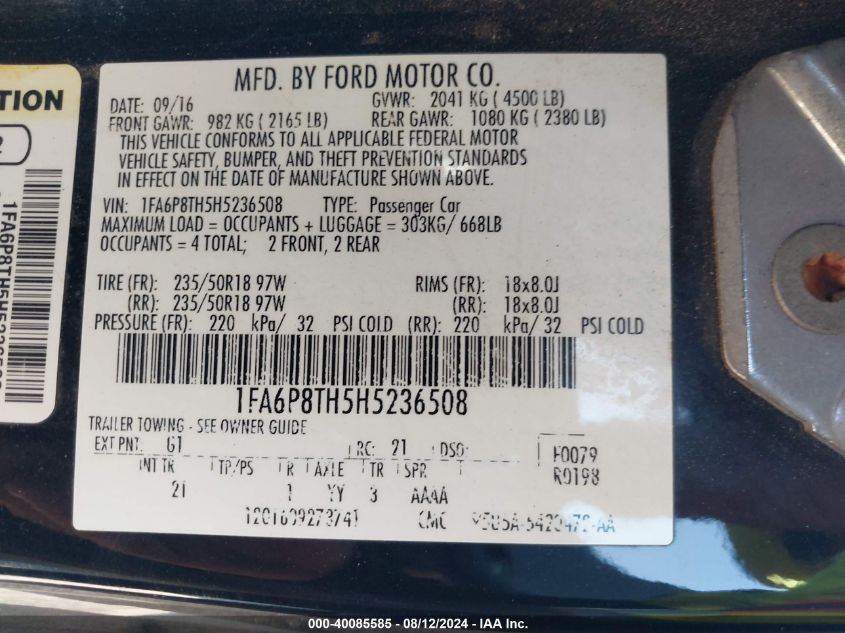 TION
2
1FA6P8TH5H5236508
MFD. BY FORD MOTOR CO.
DATE: 09/16 GVWR: 2041 KG ( 4500 LB)
FRONT GAWR: 982 KG ( 2165 LB) REAR GAWR: 1080 KG ( 2380 LB)
THIS VEHICLE CONFORMS TO ALL APPLICABLE FEDERAL MOTOR
VEHICLE SAFETY, BUMPER, AND THEFT PREVENTION STANDARDS
IN EFFECT ON THE DATE OF MANUFACTURE SHOWN ABOVE.
VIN: 1FA6P8TH5H5236508 TYPE: Passenger Car
MAXIMUM LOAD = OCCUPANTS + LUGGAGE = 303KG/ 668LB
OCCUPANTS = 4 TOTAL; 2 FRONT, 2 REAR
TIRE (FR): 235/50R18 97W RIMS (FR): 18x8.0J
(RR): 235/50R18 97W (RR): 18x8.0J
PRESSURE (FR): 220 kPa/ 32 PSI COLD (RR): 220 kPa/ 32 PSI COLD
1FA6P8TH5H5236508
TRAILER TOWING - SEE OWNER GUIDE
EXT PNT: G1 RC: 21 DSO: F0079
INT TR TP/PS R AXLE TR SPR R0198
21 1 YY 3 AAAA
1201609273741 CMC
000-40085585 - 08/12/2024 - IAA Inc.